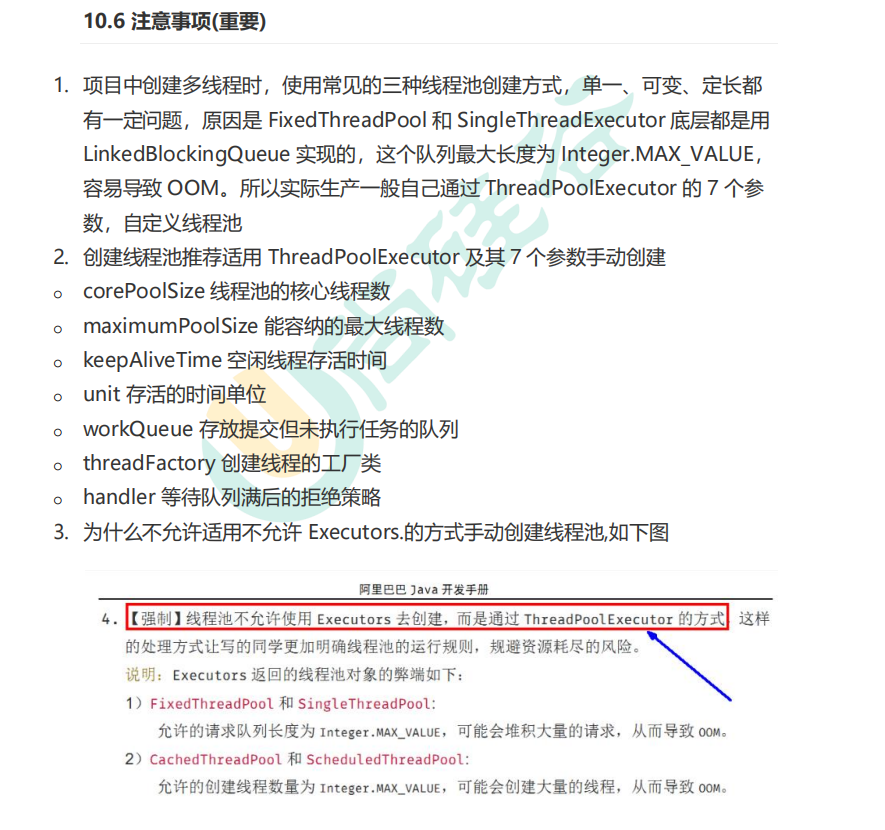 10.6 注意事项(重要)
1. 项目中创建多线程时，使用常见的三种线程池创建方式，单一、可变、定长都
有一定问题，原因是 FixedThreadPool 和 SingleThreadExecutor 底层都是用
LinkedBlockingQueue 实现的，这个队列最大长度为 Integer.MAX_VALUE，
容易导致 OOM。所以实际生产一般自己通过 ThreadPoolExecutor 的 7 个参
数，自定义线程池
2. 创建线程池推荐适用 ThreadPoolExecutor 及其 7 个参数手动创建
o corePoolSize 线程池的核心线程数
o maximumPoolSize 能容纳的最大线程数
o keepAliveTime 空闲线程存活时间
o unit 存活的时间单位
o workQueue 存放提交但未执行任务的队列
o threadFactory 创建线程的工厂类
o handler 等待队列满后的拒绝策略
3. 为什么不允许适用不允许 Executors.的方式手动创建线程池,如下图
阿里巴巴 Java 开发手册
4. 【强制】线程池不允许使用 Executors 去创建，而是通过 ThreadPoolExecutor 的方式，这样
的处理方式让写的同学更加明确线程池的运行规则，规避资源耗尽的风险。
说明：Executors 返回的线程池对象的弊端如下：
1）FixedThreadPool 和 SingleThreadPool:
允许的请求队列长度为 Integer.MAX_VALUE，可能会堆积大量的请求，从而导致 OOM。
2）CachedThreadPool 和 ScheduledThreadPool:
允许的创建线程数量为 Integer.MAX_VALUE，可能会创建大量的线程，从而导致 OOM。
尚硅谷